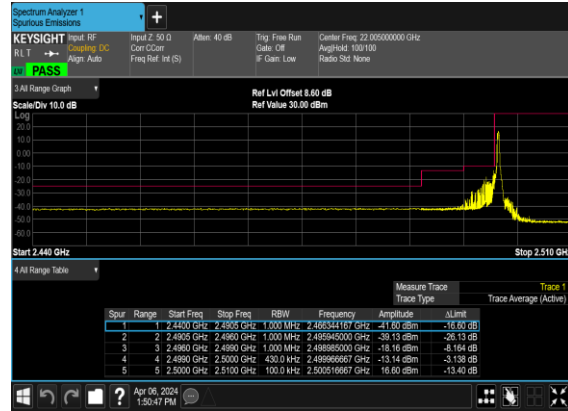 Spectrum Analyzer 1
Spurious Emissions
KEYSIGHT Input: RF Input Z: 50 Ω Atten: 40 dB Trig: Free Run Center Freq: 22.005000000 GHz
RLT Coupling: DC Corr CCorr Gate: Off Avg|Hold: 100/100
Align: Auto Freq Ref: Int (S) IF Gain: Low Radio Std: None
PASS
3 All Range Graph
Ref Lvl Offset 8.60 dB
Scale/Div 10.0 dB Ref Value 30.00 dBm
Log
20.0
10.0
0.00
-10.0
-20.0
-30.0
-40.0
-50.0
-60.0
Start 2.440 GHz Stop 2.510 GHz
4 All Range Table
Measure Trace Trace 1
Trace Type Trace Average (Active)
Spur Range Start Freq Stop Freq RBW Frequency Amplitude ΔLimit
1 1 2.4400 GHz 2.4905 GHz 1.000 MHz 2.466344167 GHz -41.60 dBm -16.60 dB
2 2 2.4905 GHz 2.4960 GHz 1.000 MHz 2.495945000 GHz -39.13 dBm -26.13 dB
3 3 2.4960 GHz 2.4990 GHz 1.000 MHz 2.498985000 GHz -18.16 dBm -8.164 dB
4 4 2.4990 GHz 2.5000 GHz 430.0 kHz 2.499966667 GHz -13.14 dBm -3.138 dB
5 5 2.5000 GHz 2.5100 GHz 100.0 kHz 2.500516667 GHz 16.60 dBm -13.40 dB
Apr 06, 2024
1:50:47 PM